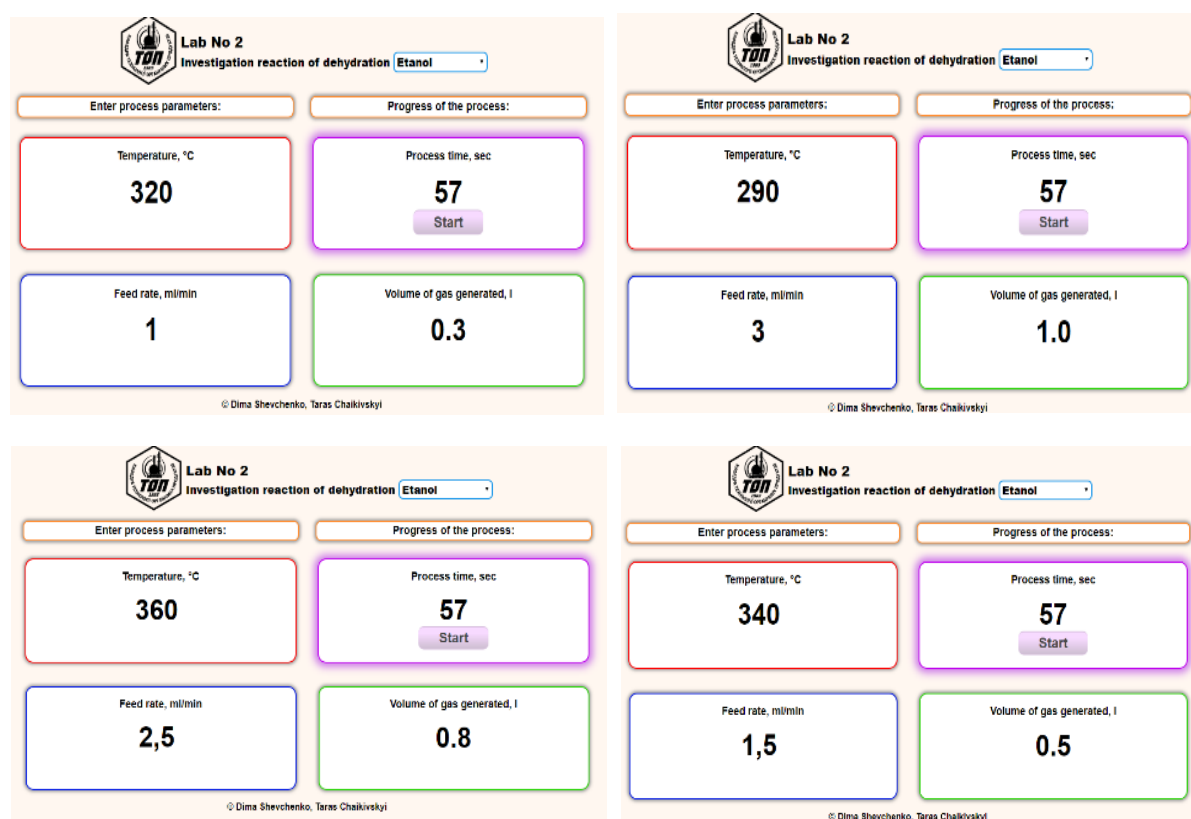 Lab No 2
Investigation reaction of dehydration Etanol
Enter process parameters:
Progress of the process:
Temperature, °C
320
Process time, sec
57
Start
Feed rate, ml/min
1
Volume of gas generated, l
0.3
© Dima Shevchenko, Taras Chaikivskyi
Lab No 2
Investigation reaction of dehydration Etanol
Enter process parameters:
Progress of the process:
Temperature, °C
290
Process time, sec
57
Start
Feed rate, ml/min
3
Volume of gas generated, l
1.0
© Dima Shevchenko, Taras Chaikivskyi
Lab No 2
Investigation reaction of dehydration Etanol
Enter process parameters:
Progress of the process:
Temperature, °C
360
Process time, sec
57
Start
Feed rate, ml/min
2,5
Volume of gas generated, l
0.8
© Dima Shevchenko, Taras Chaikivskyi
Lab No 2
Investigation reaction of dehydration Etanol
Enter process parameters:
Progress of the process:
Temperature, °C
340
Process time, sec
57
Start
Feed rate, ml/min
1,5
Volume of gas generated, l
0.5
© Dima Shevchenko, Taras Chaikivskyi